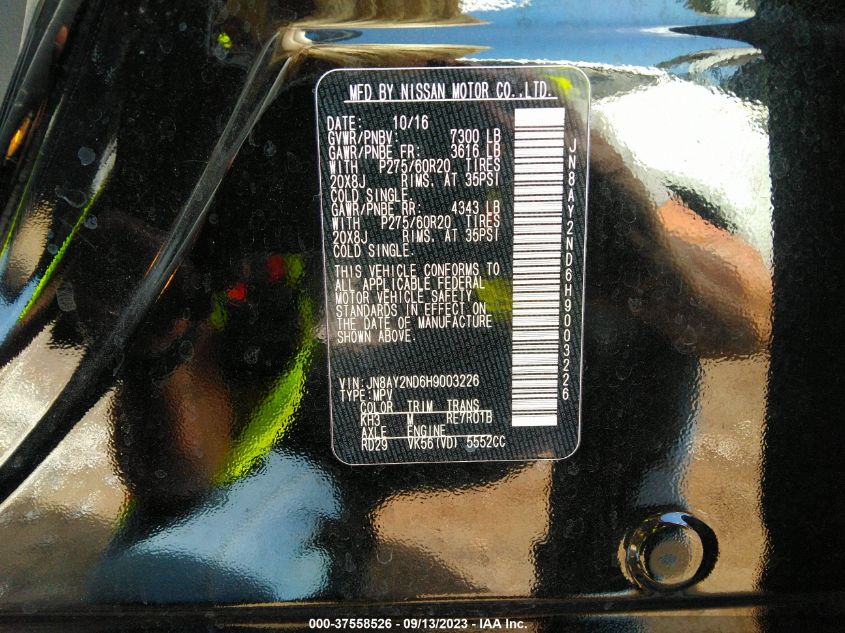 MFD BY NISSAN MOTOR CO.,LTD.
DATE: 10/16
GVWR/PNBV: 7300 LB
GAWR/PNBE FR: 3616 LB
WITH P275/60R20 TIRES
20X8J RIMS. AT 35PSI
COLD SINGLE.
GAWR/PNBE RR: 4343 LB
WITH P275/60R20 TIRES
20X8J RIMS. AT 35PSI
COLD SINGLE.
THIS VEHICLE CONFORMS TO
ALL APPLICABLE FEDERAL
MOTOR VEHICLE SAFETY
STANDARDS IN EFFECT ON
THE DATE OF MANUFACTURE
SHOWN ABOVE.
VIN:JN8AY2ND6H9003226
TYPE:MPV
COLOR TRIM TRANS
KH3 M RE7R01B
AXLE ENGINE
RD29 VK56(VD) 5552CC
JN8AY2ND6H9003226
000-37558526 - 09/13/2023 - IAA Inc.